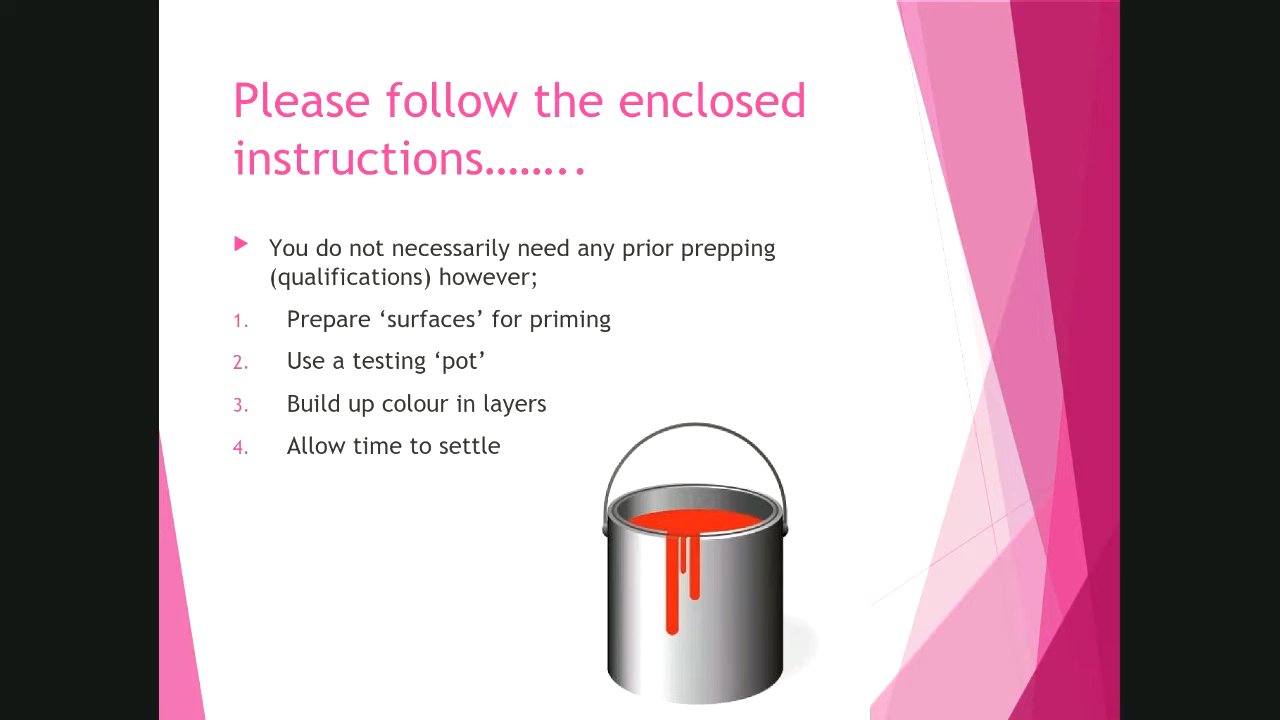 Please follow the enclosed
instructions……..
You do not necessarily need any prior prepping
(qualifications) however;
1. Prepare ‘surfaces’ for priming
2. Use a testing ‘pot’
3. Build up colour in layers
4. Allow time to settle